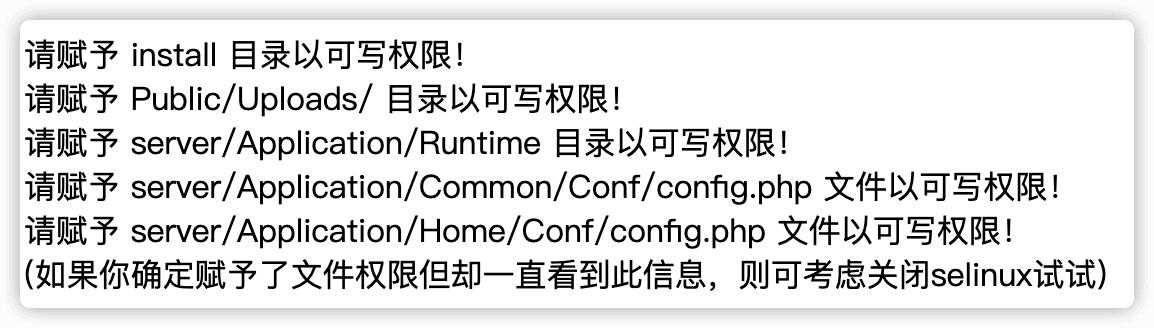 请赋予 install 目录以可写权限！
请赋予 Public/Uploads/ 目录以可写权限！
请赋予 server/Application/Runtime 目录以可写权限！
请赋予 server/Application/Common/Conf/config.php 文件以可写权限！
请赋予 server/Application/Home/Conf/config.php 文件以可写权限！
(如果你确定赋予了文件权限但却一直看到此信息，则可考虑关闭selinux试试)